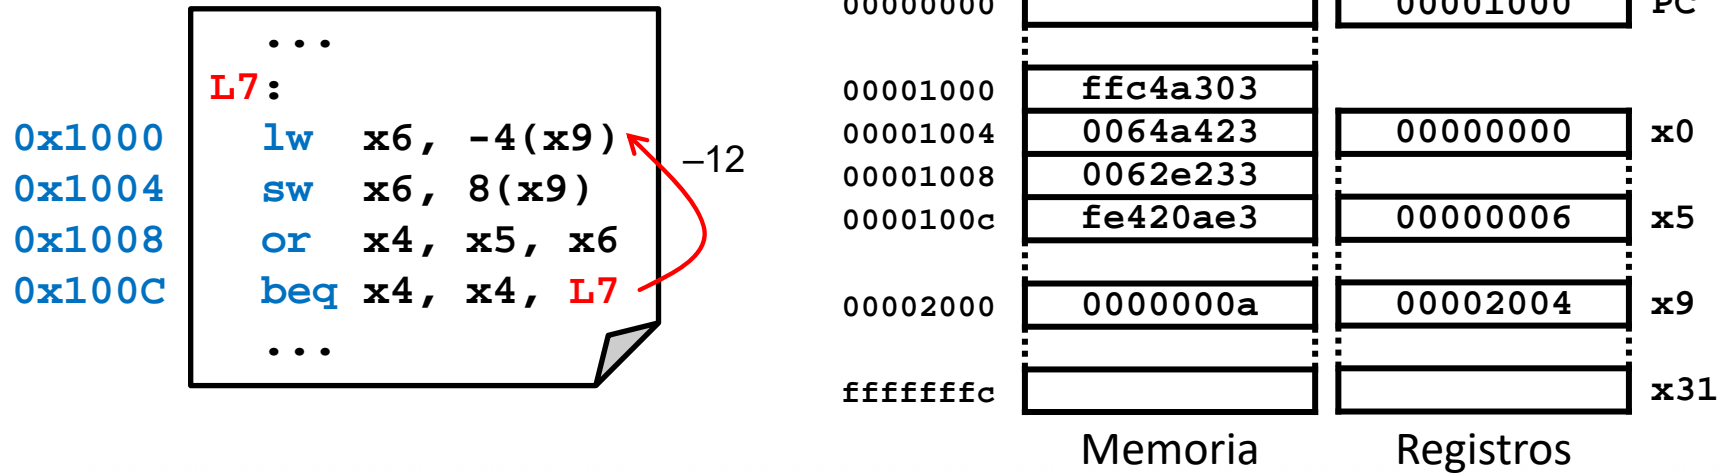 ...
L7:
0x1000 lw x6, -4(x9)
0x1004 sw x6, 8(x9)
0x1008 or x4, x5, x6
0x100C beq x4, x4, L7
...
–12
00000000 00001000 PC
00001000 ffc4a303
00001004 0064a423 00000000 x0
00001008 0062e233
0000100c fe420ae3 00000006 x5
00002000 0000000a 00002004 x9
fffffffc x31
Memoria Registros